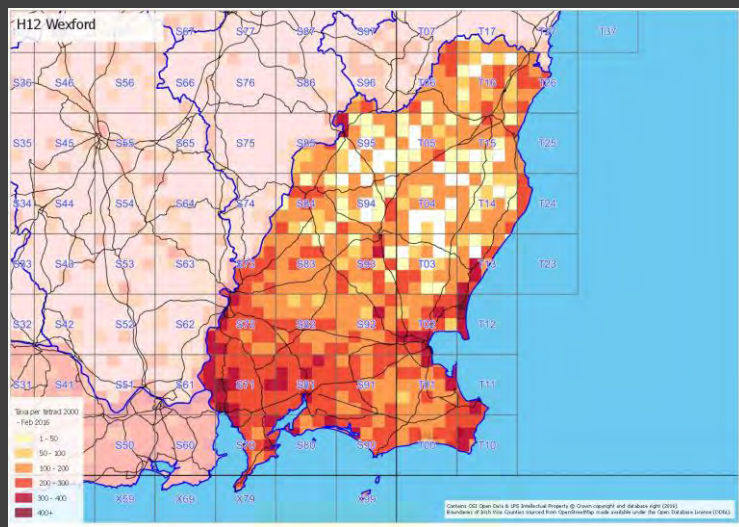 H12 Wexford
S67 S77 S87 S97 T07 T17 T27 T37
S36 S46 S56 S66 S76 S86 S96 T06 T16 T26
S35 S45 S55 S65 S75 S85 S95 T05 T15 T25
S34 S44 S54 S64 S74 S84 S94 T04 T14 T24
S33 S43 S53 S63 S73 S83 S93 T03 T13 T23
S32 S42 S52 S62 S72 S82 S92 T02 T12
S31 S41 S51 S61 S71 S81 S91 T01 T11
S50 S60 S70 S80 S90 T00 T10
X59 X69 X79 X99
Taxa per tetrad 2000
- Feb 2016
1 - 50
50 - 100
100 - 200
200 - 300
300 - 400
400+
Contains OSI Open Data & LPS Intellectual Property © Crown copyright and database right (2016)
Boundaries of Irish Vice Counties sourced from OpenStreetMap made available under the Open Database License (ODbL)